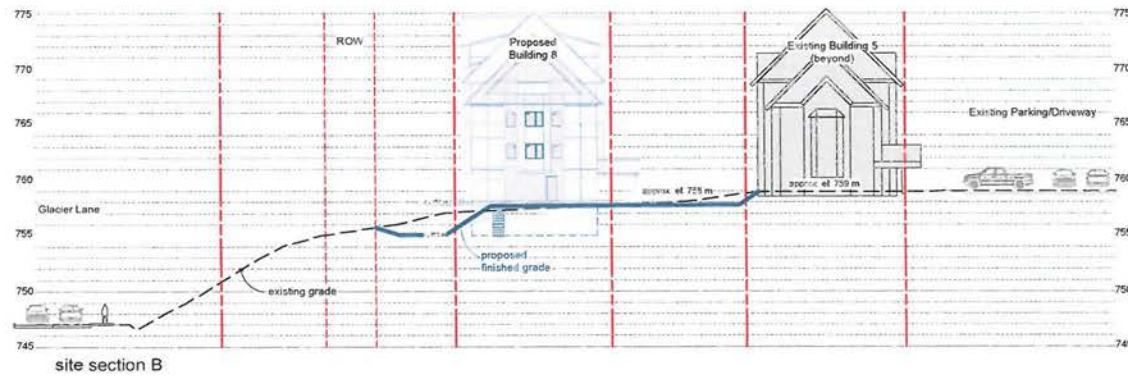 775
770
765
760
755
750
745
ROW
Proposed
Building 8
Existing Building 5
(beyond)
Existing Parking/Driveway
approx. el. 758 m
approx el 759 m
Glacier Lane
proposed
finished grade
existing grade
775
770
765
760
755
750
745
site section B